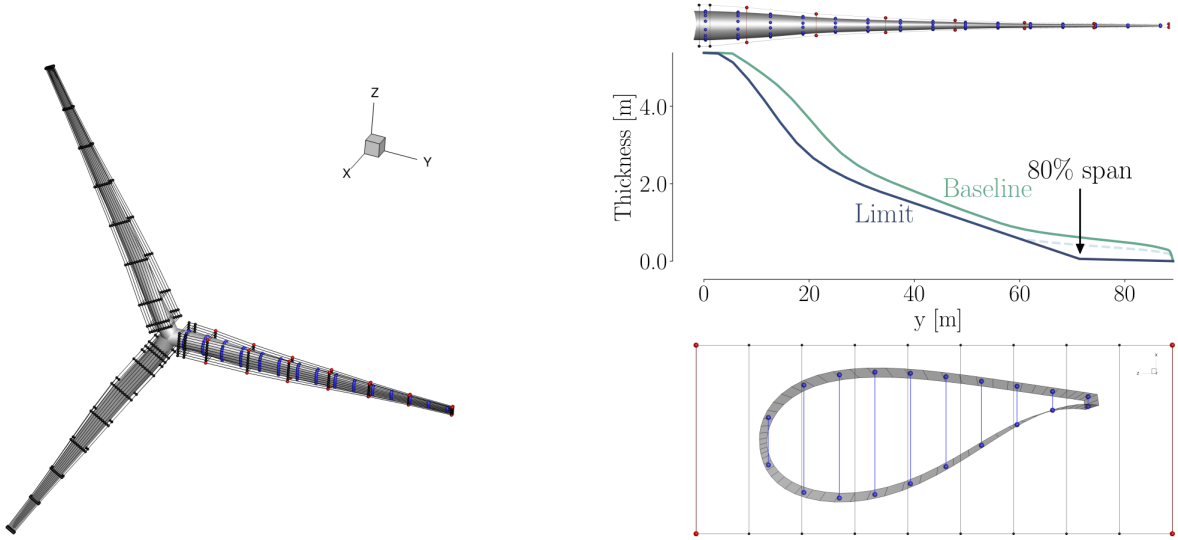 Z
Y
X
Thickness [m]
4.0
2.0
0.0
Baseline
Limit
80% span
0
20
40
60
80
y [m]
x
z